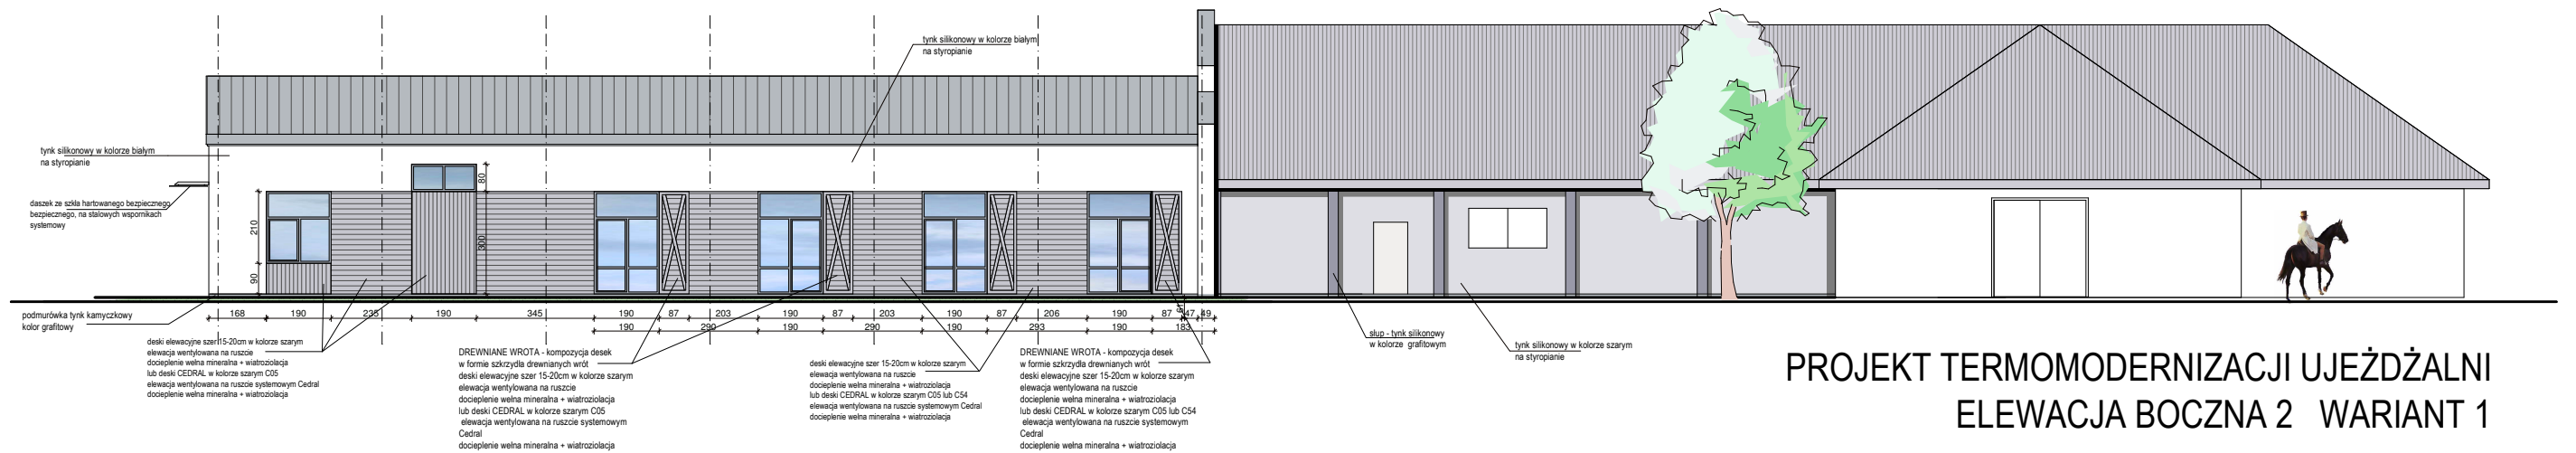 tynk silikonowy w kolorze białym
na styropianie
tynk silikonowy w kolorze białym
na styropianie
daszek ze szkła hartowanego bezpiecznego
bezpiecznego, na stalowych wspornikach
systemowy
80
210
300
90
podmurówka tynk kamyczkowy
kolor grafitowy
168 190 235 190 345 190 87 203 190 87 203 190 87 206 190 87 47 49
61
190 290 190 290 190 293 190 183
deski elewacyjne szer 15-20cm w kolorze szarym
elewacja wentylowana na ruszcie
docieplenie wełna mineralna + wiatroziolacja
lub deski CEDRAL w kolorze szarym C05
elewacja wentylowana na ruszcie systemowym Cedral
docieplenie wełna mineralna + wiatroziolacja
DREWNIANE WROTA - kompozycja desek
w formie szkrzydła drewnianych wrót
deski elewacyjne szer 15-20cm w kolorze szarym
elewacja wentylowana na ruszcie
docieplenie wełna mineralna + wiatroziolacja
lub deski CEDRAL w kolorze szarym C05
elewacja wentylowana na ruszcie systemowym
Cedral
docieplenie wełna mineralna + wiatroziolacja
deski elewacyjne szer 15-20cm w kolorze szarym
elewacja wentylowana na ruszcie
docieplenie wełna mineralna + wiatroziolacja
lub deski CEDRAL w kolorze szarym C05 lub C54
elewacja wentylowana na ruszcie systemowym Cedral
docieplenie wełna mineralna + wiatroziolacja
DREWNIANE WROTA - kompozycja desek
w formie szkrzydła drewnianych wrót
deski elewacyjne szer 15-20cm w kolorze szarym
elewacja wentylowana na ruszcie
docieplenie wełna mineralna + wiatroziolacja
lub deski CEDRAL w kolorze szarym C05 lub C54
elewacja wentylowana na ruszcie systemowym
Cedral
docieplenie wełna mineralna + wiatroziolacja
słup - tynk silikonowy
w kolorze grafitowym
tynk silikonowy w kolorze szarym
na styropianie
PROJEKT TERMOMODERNIZACJI UJEŻDŻALNI
ELEWACJA BOCZNA 2 WARIANT 1